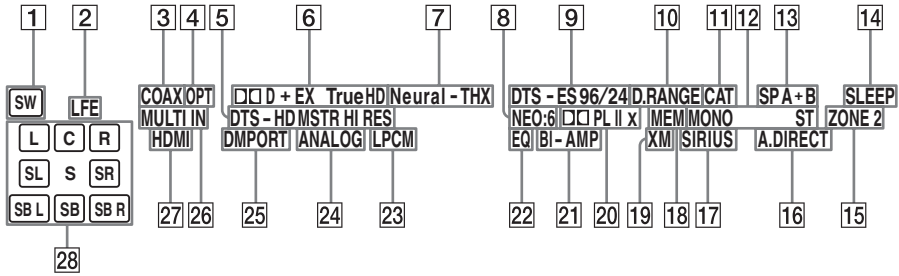 1 2 3 4 5 6 7 8 9 10 11 12 13 14
SW LFE COAX OPT D + EX TrueHD Neural - THX DTS - ES 96/24 D.RANGE CAT SP A + B SLEEP
MULTI IN DTS - HD MSTR HI RES NEO:6 PL II x MEM MONO ST ZONE 2
L C R HDMI DMPORT ANALOG LPCM EQ BI - AMP XM SIRIUS A.DIRECT
SL S SR
SB L SB SB R
27 26 25 24 23 22 21 20 19 18 17 16 15
28